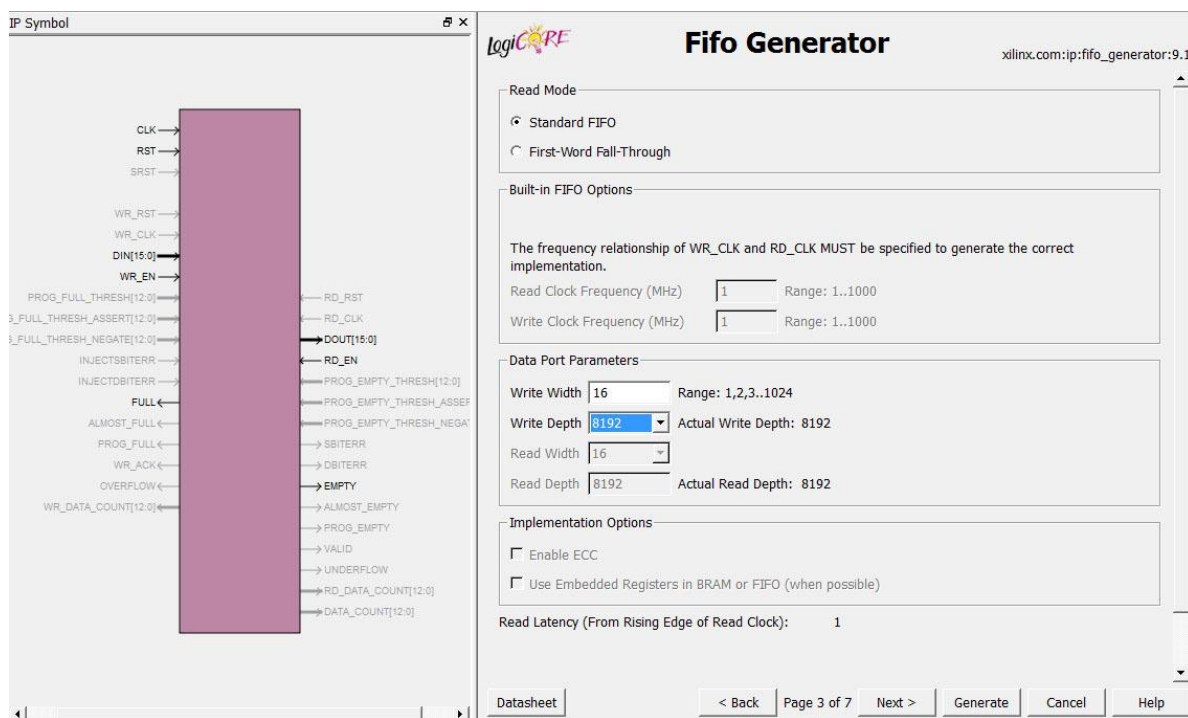 IP Symbol
CLK
RST
SRST
WR_RST
WR_CLK
DIN[15:0]
WR_EN
PROG_FULL_THRESH[12:0]
_FULL_THRESH_ASSERT[12:0]
_FULL_THRESH_NEGATE[12:0]
INJECTSBITERR
INJECTDBITERR
FULL
ALMOST_FULL
PROG_FULL
WR_ACK
OVERFLOW
WR_DATA_COUNT[12:0]
RD_RST
RD_CLK
DOUT[15:0]
RD_EN
PROG_EMPTY_THRESH[12:0]
PROG_EMPTY_THRESH_ASSE
PROG_EMPTY_THRESH_NEGA
SBITERR
DBITERR
EMPTY
ALMOST_EMPTY
PROG_EMPTY
VALID
UNDERFLOW
RD_DATA_COUNT[12:0]
DATA_COUNT[12:0]
LogiCORE
Fifo Generator
xilinx.com:ip:fifo_generator:9.1
Read Mode
Standard FIFO
First-Word Fall-Through
Built-in FIFO Options
The frequency relationship of WR_CLK and RD_CLK MUST be specified to generate the correct
implementation.
Read Clock Frequency (MHz) 1 Range: 1..1000
Write Clock Frequency (MHz) 1 Range: 1..1000
Data Port Parameters
Write Width 16 Range: 1,2,3..1024
Write Depth 8192 Actual Write Depth: 8192
Read Width 16
Read Depth 8192 Actual Read Depth: 8192
Implementation Options
Enable ECC
Use Embedded Registers in BRAM or FIFO (when possible)
Read Latency (From Rising Edge of Read Clock): 1
Datasheet < Back Page 3 of 7 Next > Generate Cancel Help